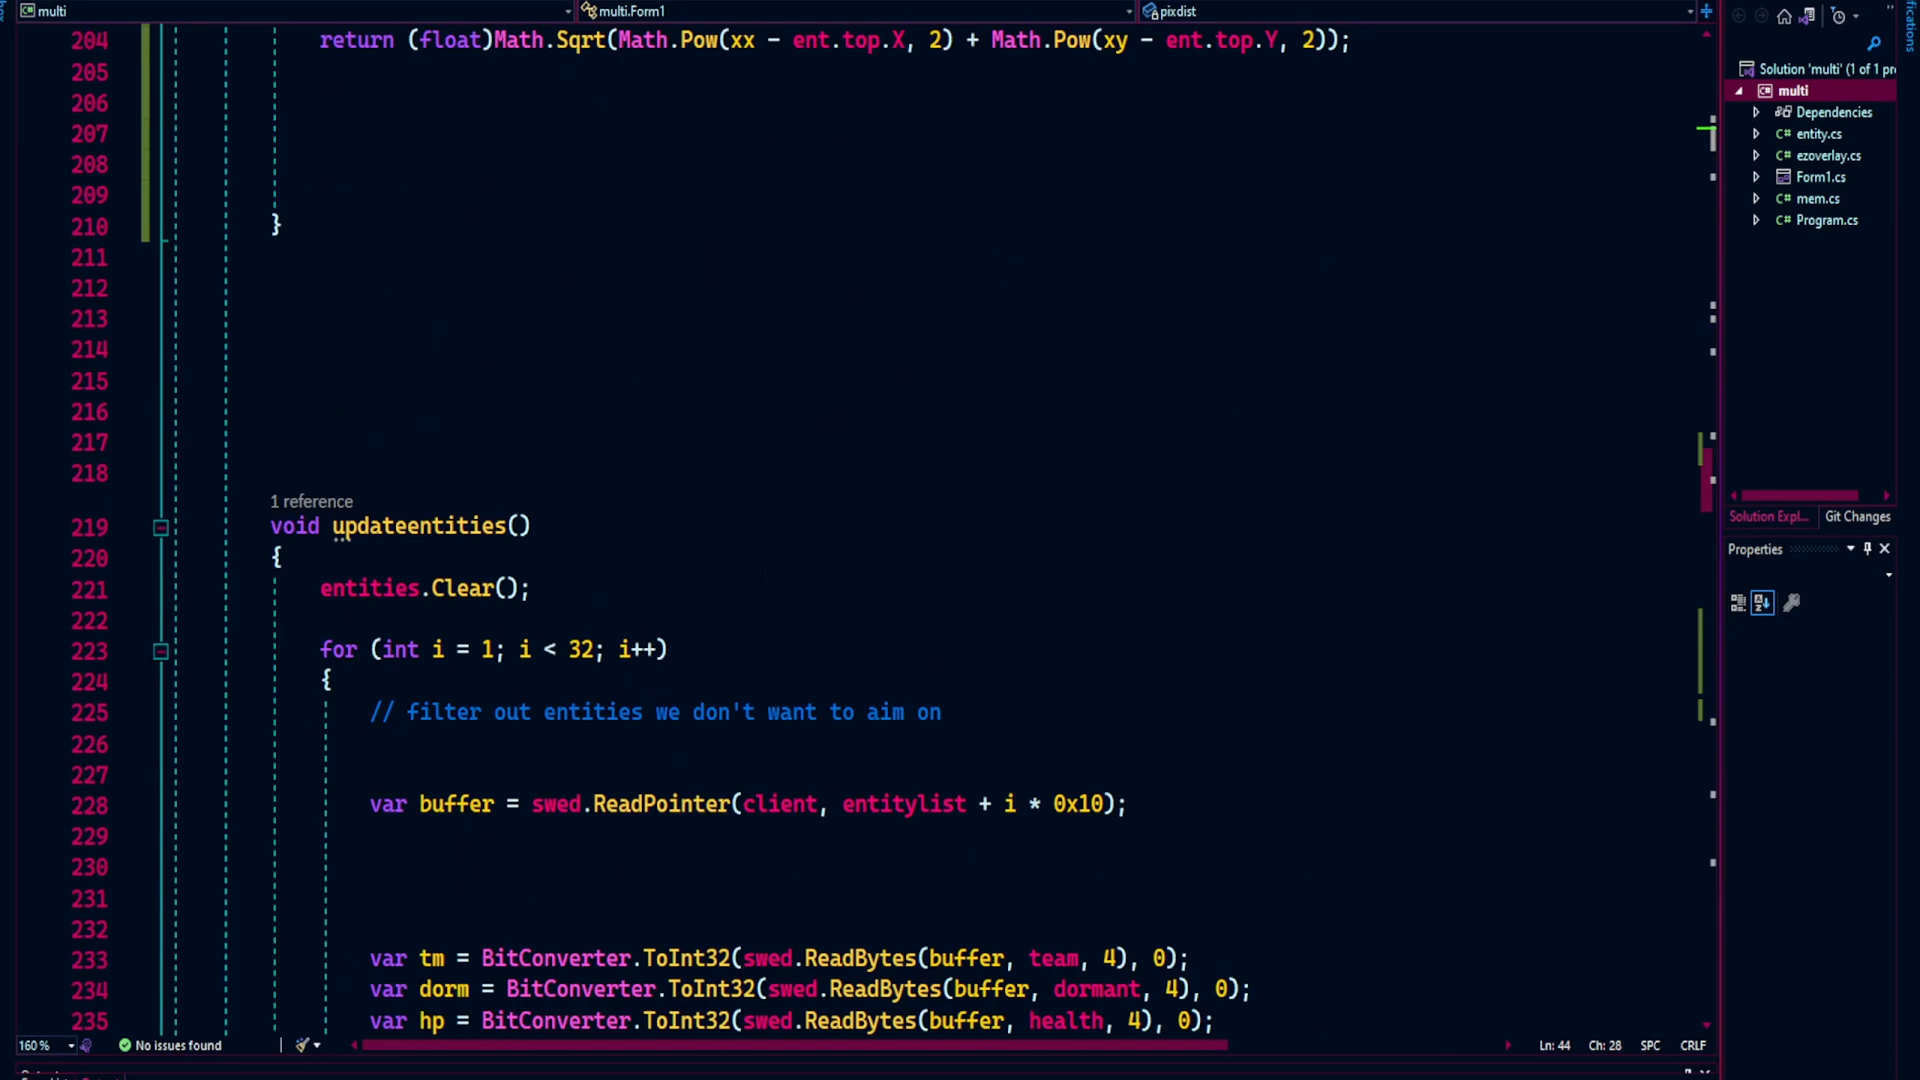 multi
multi.Form1
pixdist
204 return (float)Math.Sqrt(Math.Pow(xx - ent.top.X, 2) + Math.Pow(xy - ent.top.Y, 2));
205
206
207
208
209
210 }
211
212
213
214
215
216
217
218
1 reference
219 void updateentities()
220 {
221 entities.Clear();
222
223 for (int i = 1; i < 32; i++)
224 {
225 // filter out entities we don't want to aim on
226
227
228 var buffer = swed.ReadPointer(client, entitylist + i * 0x10);
229
230
231
232
233 var tm = BitConverter.ToInt32(swed.ReadBytes(buffer, team, 4), 0);
234 var dorm = BitConverter.ToInt32(swed.ReadBytes(buffer, dormant, 4), 0);
235 var hp = BitConverter.ToInt32(swed.ReadBytes(buffer, health, 4), 0);
160 % No issues found Ln: 44 Ch: 28 SPC CRLF
Solution 'multi' (1 of 1 pr
multi
Dependencies
C# entity.cs
C# ezoverlay.cs
Form1.cs
C# mem.cs
C# Program.cs
Solution Expl... Git Changes
Properties
fications